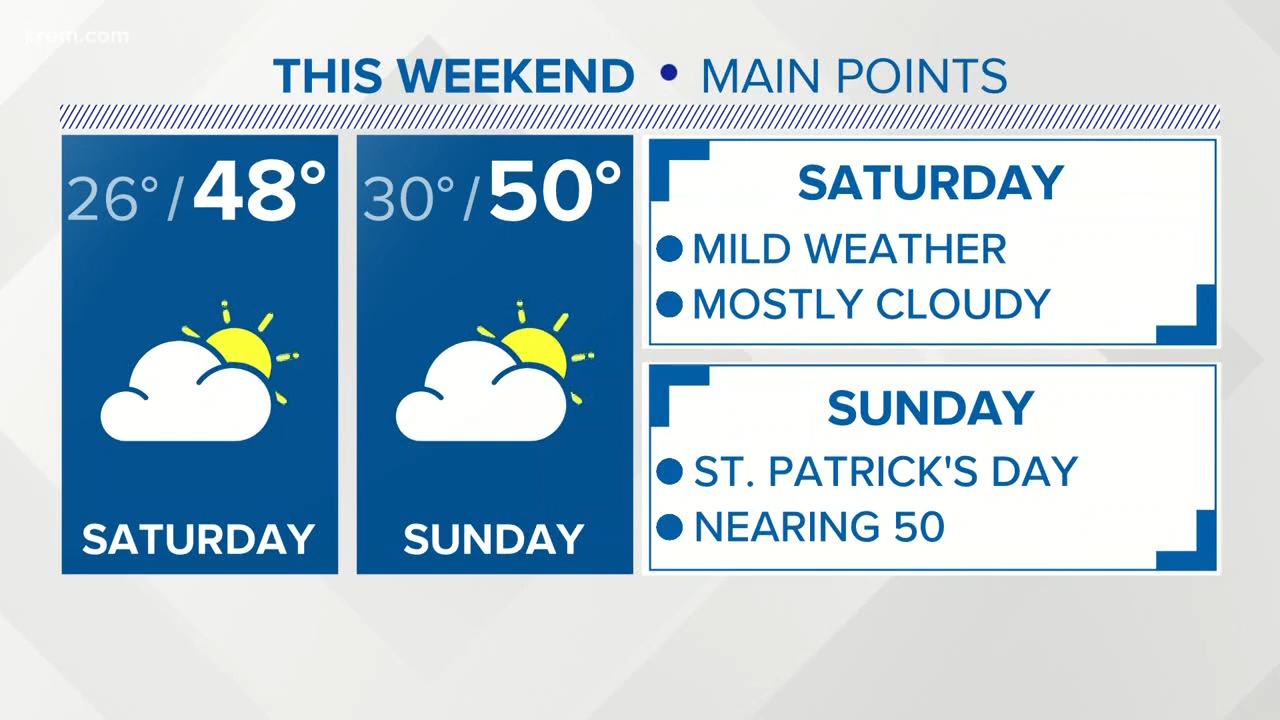 krem.com
THIS WEEKEND • MAIN POINTS
26°/48°
30°/50°
SATURDAY
SUNDAY
SATURDAY
● MILD WEATHER
● MOSTLY CLOUDY
SUNDAY
● ST. PATRICK'S DAY
● NEARING 50